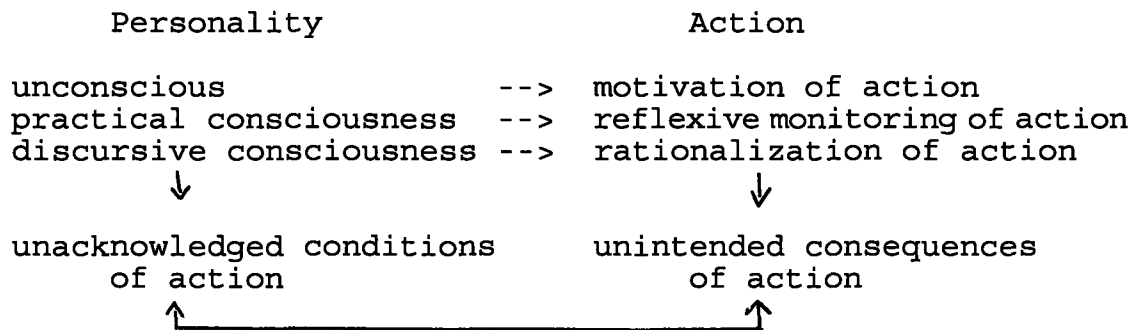 Personality Action
unconscious --> motivation of action
practical consciousness --> reflexive monitoring of action
discursive consciousness --> rationalization of action
unacknowledged conditions unintended consequences
of action of action